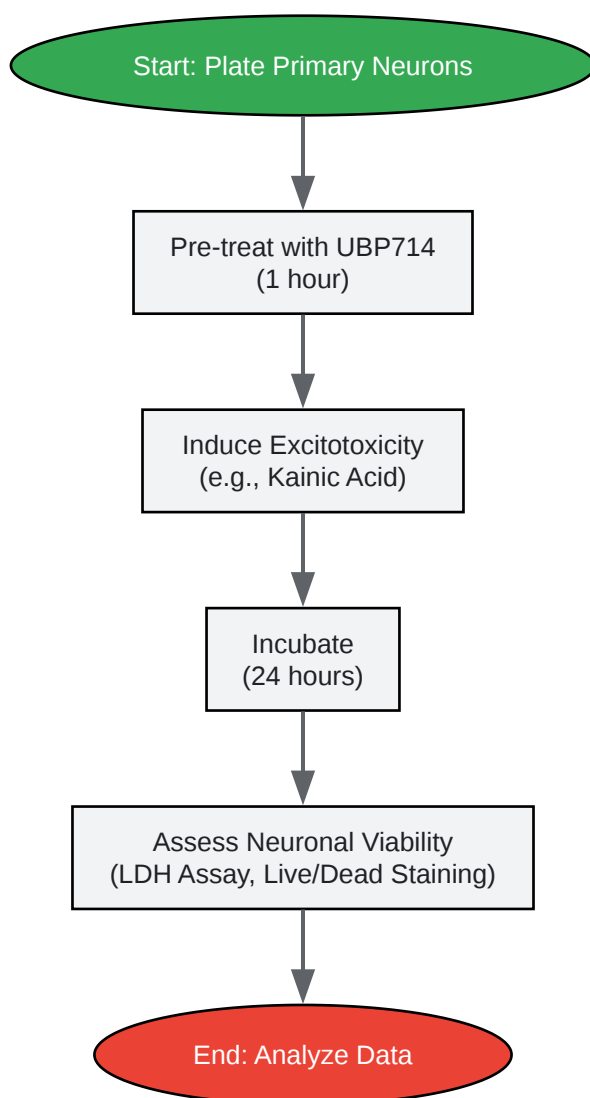 Start: Plate Primary Neurons
Pre-treat with UBP714
(1 hour)
Induce Excitotoxicity
(e.g., Kainic Acid)
Incubate
(24 hours)
Assess Neuronal Viability
(LDH Assay, Live/Dead Staining)
End: Analyze Data